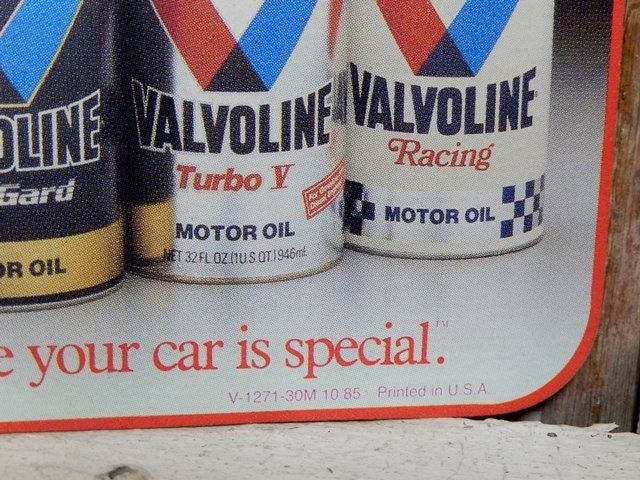 OLINE
Gard
OR OIL
VALVOLINE
Turbo V
MOTOR OIL
NET 32 FL. OZ. (1 U.S. QT.) 946ml
VALVOLINE
Racing
MOTOR OIL
e your car is special.™
V-1271-30M 10 85 Printed in U.S.A.